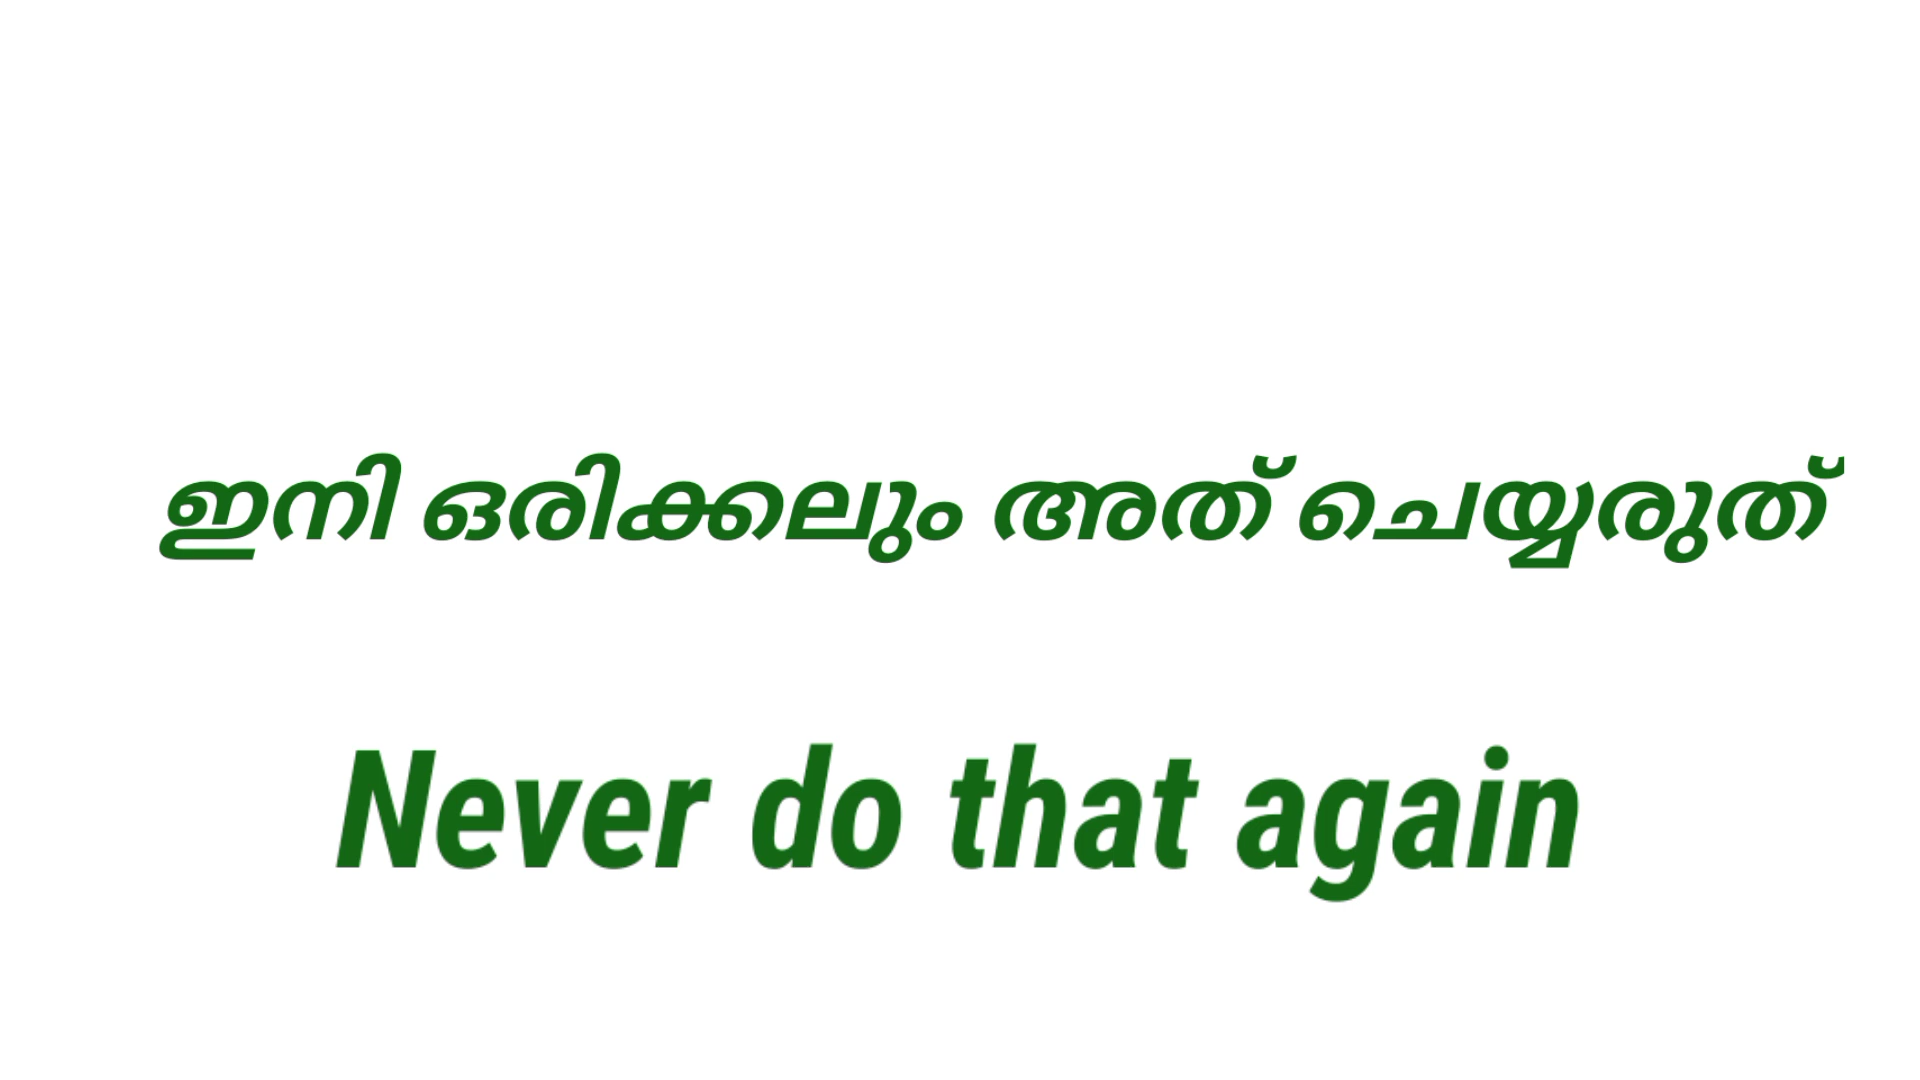 ഇനി ഒരിക്കലും അത് ചെയ്യരുത്
Never do that again